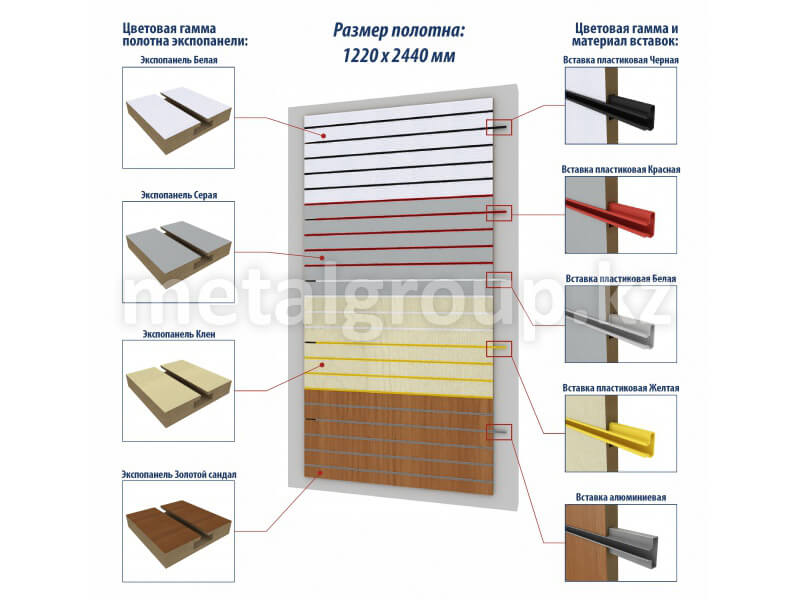 Цветовая гамма
полотна экспопанели:
Размер полотна:
1220 х 2440 мм
Цветовая гамма и
материал вставок:
Экспопанель Белая
Экспопанель Серая
Экспопанель Клен
Экспопанель Золотой сандал
Вставка пластиковая Черная
Вставка пластиковая Красная
Вставка пластиковая Белая
Вставка пластиковая Желтая
Вставка алюминиевая
metalgroup.kz